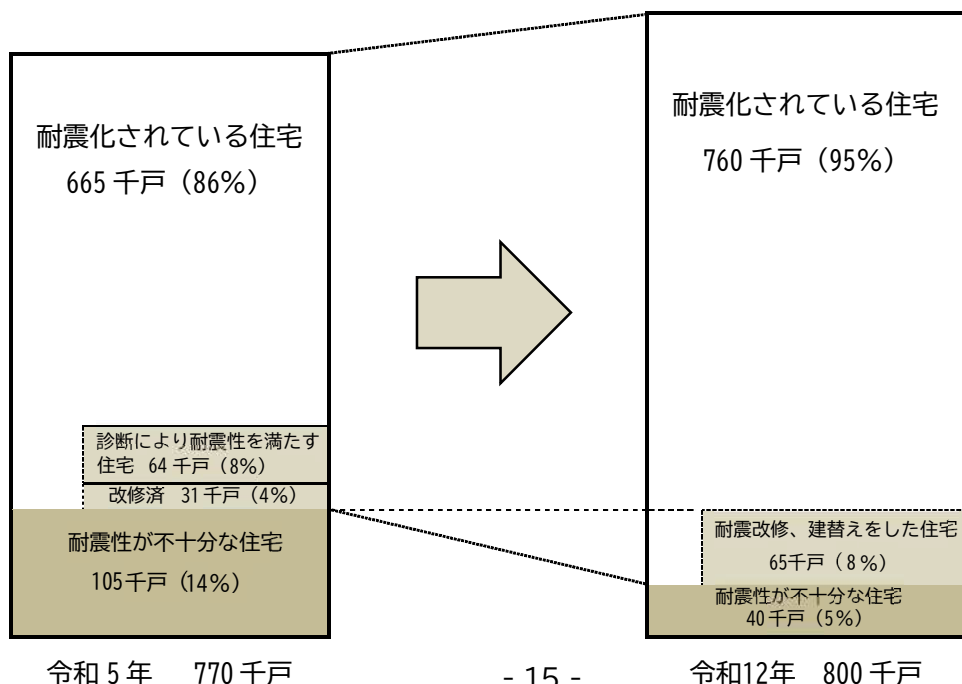 耐震化されている住宅
665 千戸（86%）
診断により耐震性を満たす
住宅 64 千戸（8%）
改修済 31 千戸（4%）
耐震性が不十分な住宅
105千戸（14%）
令和 5 年 770 千戸
耐震化されている住宅
760 千戸（95%）
耐震改修、建替えをした住宅
65千戸（8%）
耐震性が不十分な住宅
40 千戸（5%）
令和12年 800 千戸
- 15 -